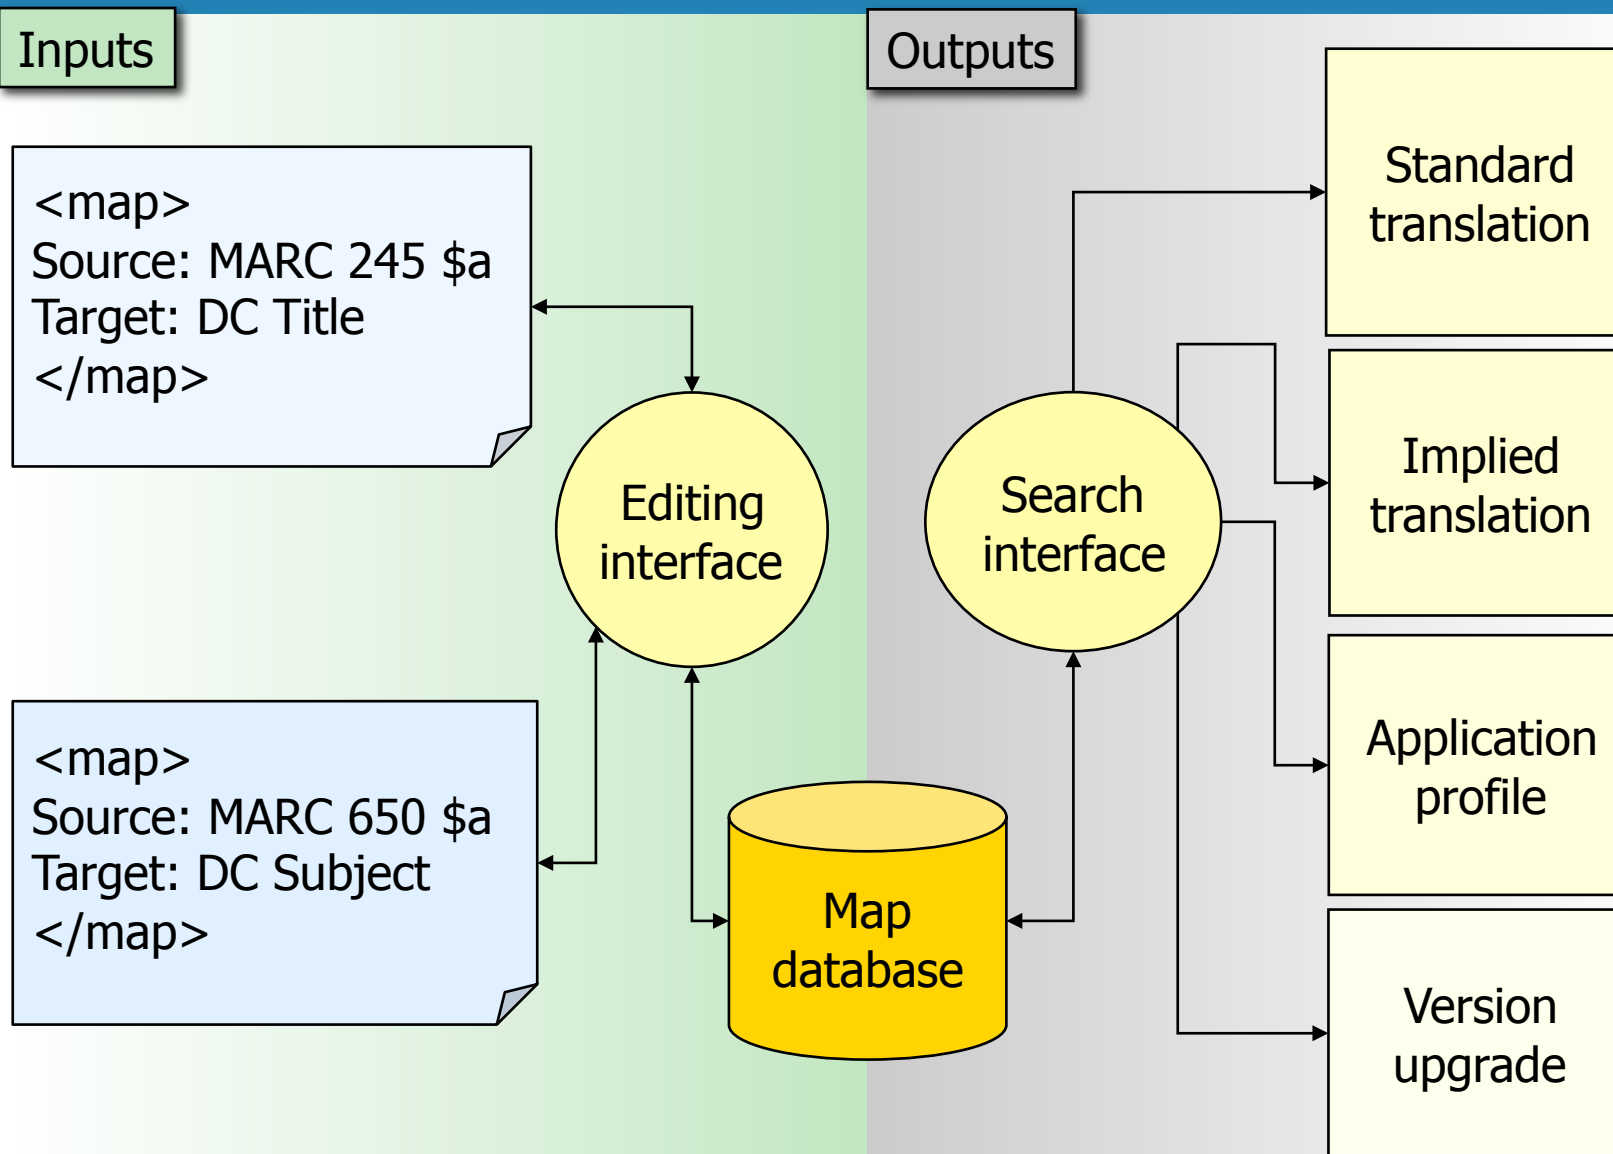 Inputs
Outputs
<map>
Source: MARC 245 $a
Target: DC Title
</map>
<map>
Source: MARC 650 $a
Target: DC Subject
</map>
Editing
interface
Map
database
Search
interface
Standard
translation
Implied
translation
Application
profile
Version
upgrade